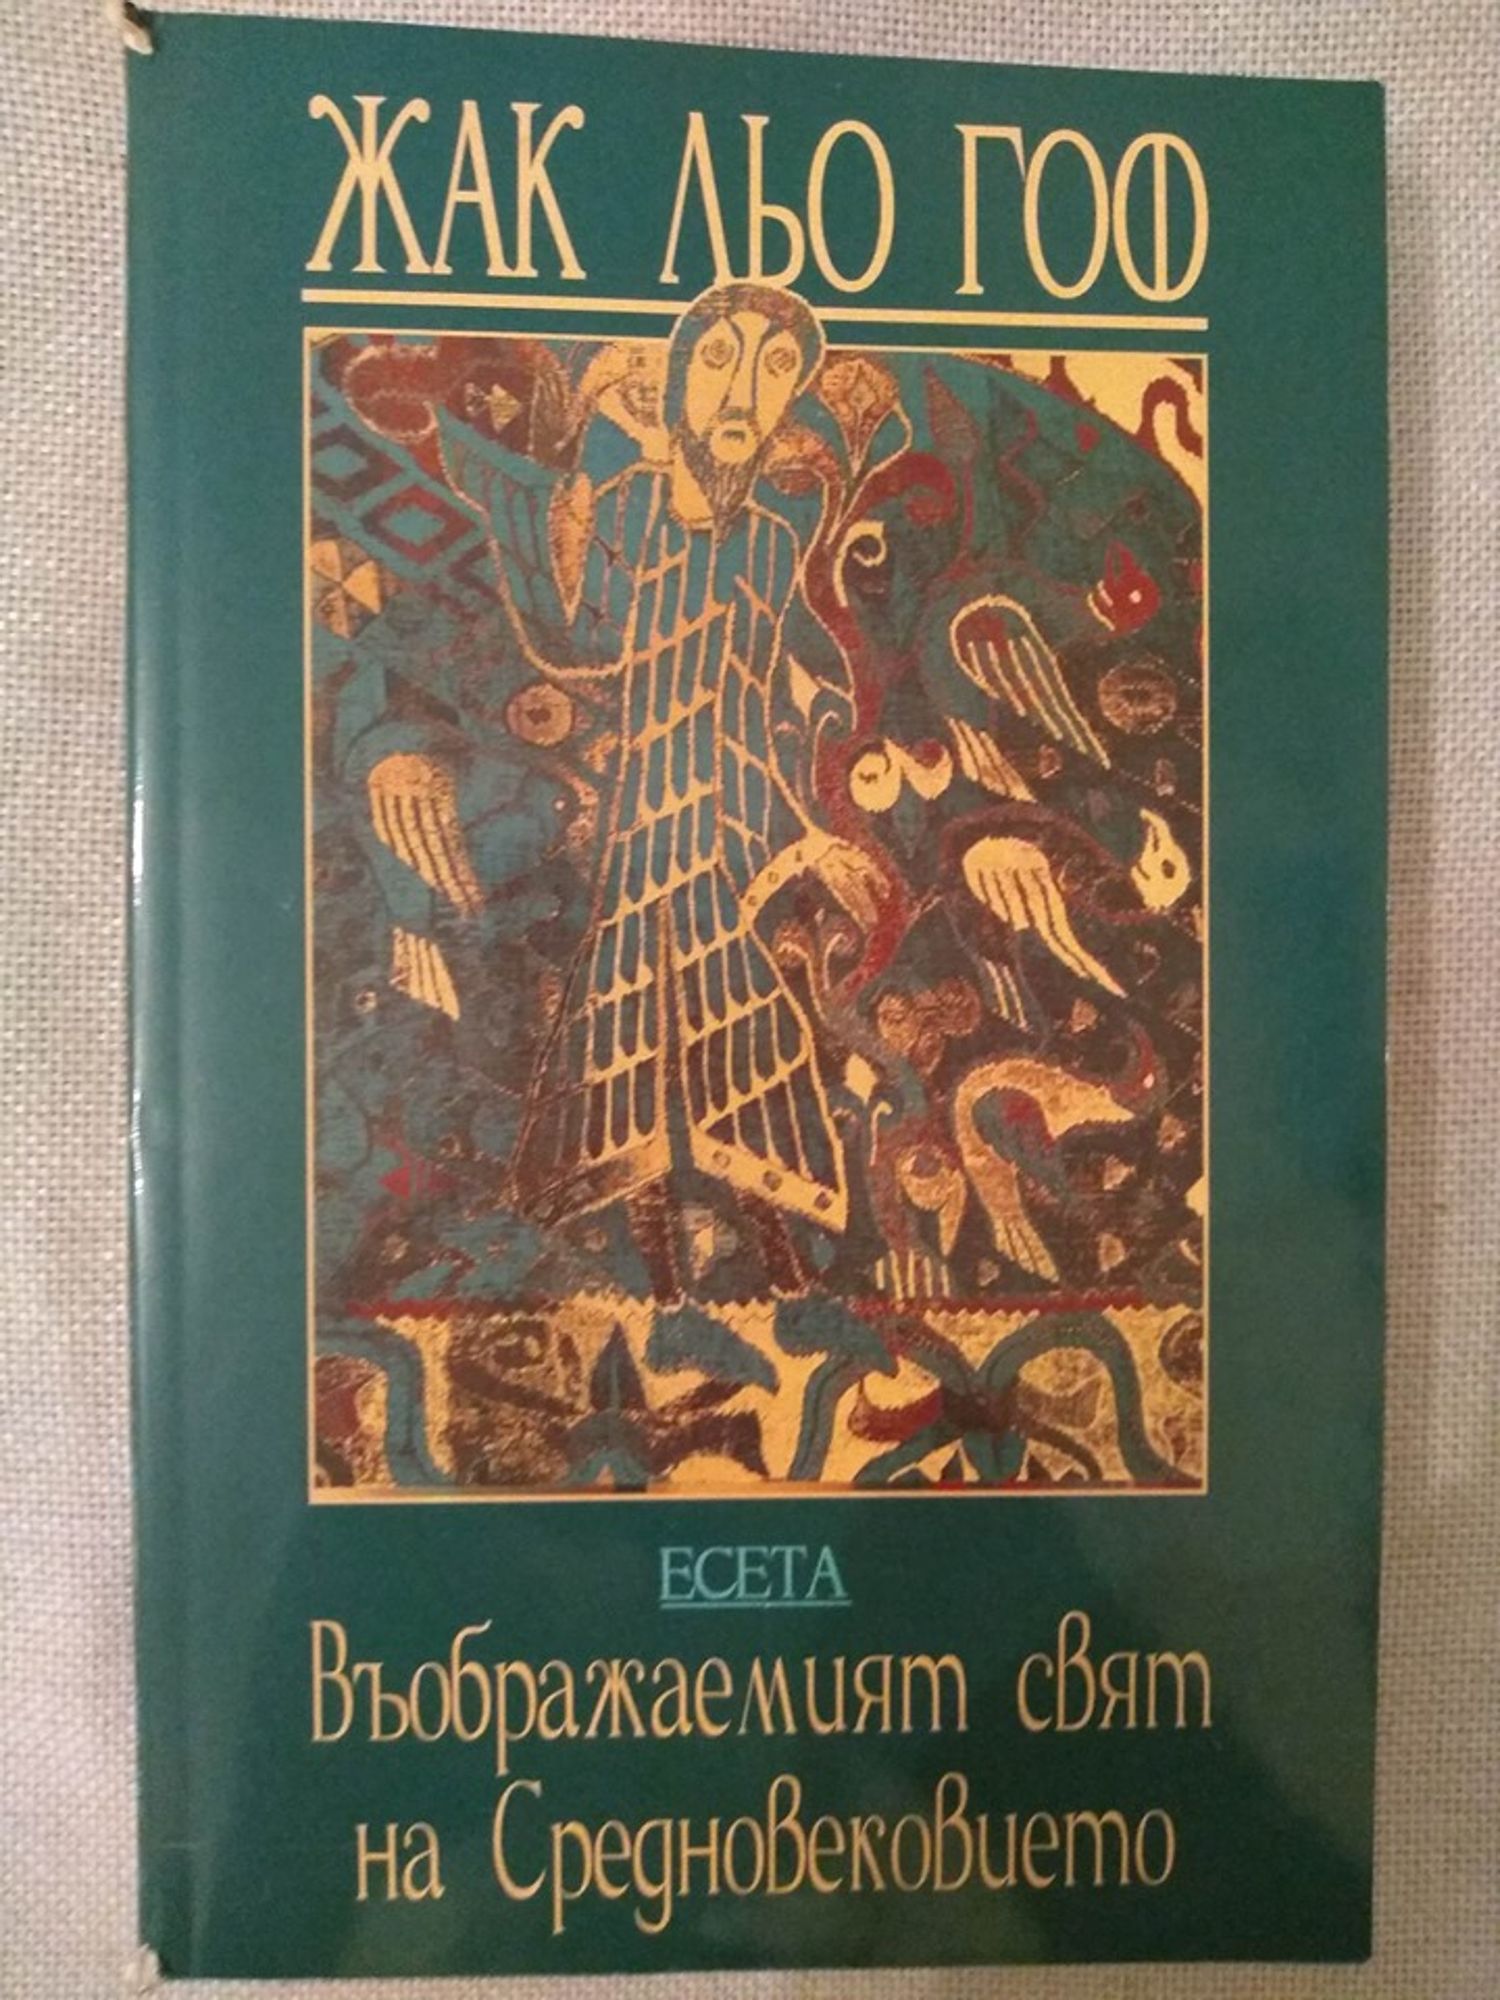 ЖАК ЛЬО ГОФ
ЕСЕТА
Въображаемият свят
на Средновековието